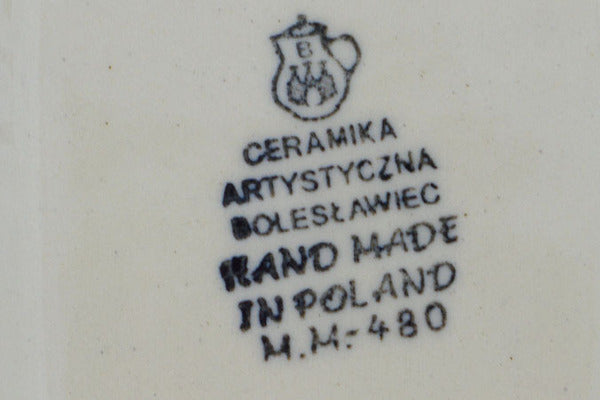 B
CERAMIKA
ARTYSTYCZNA
BOLESŁAWIEC
HAND MADE
IN POLAND
M.M.-480